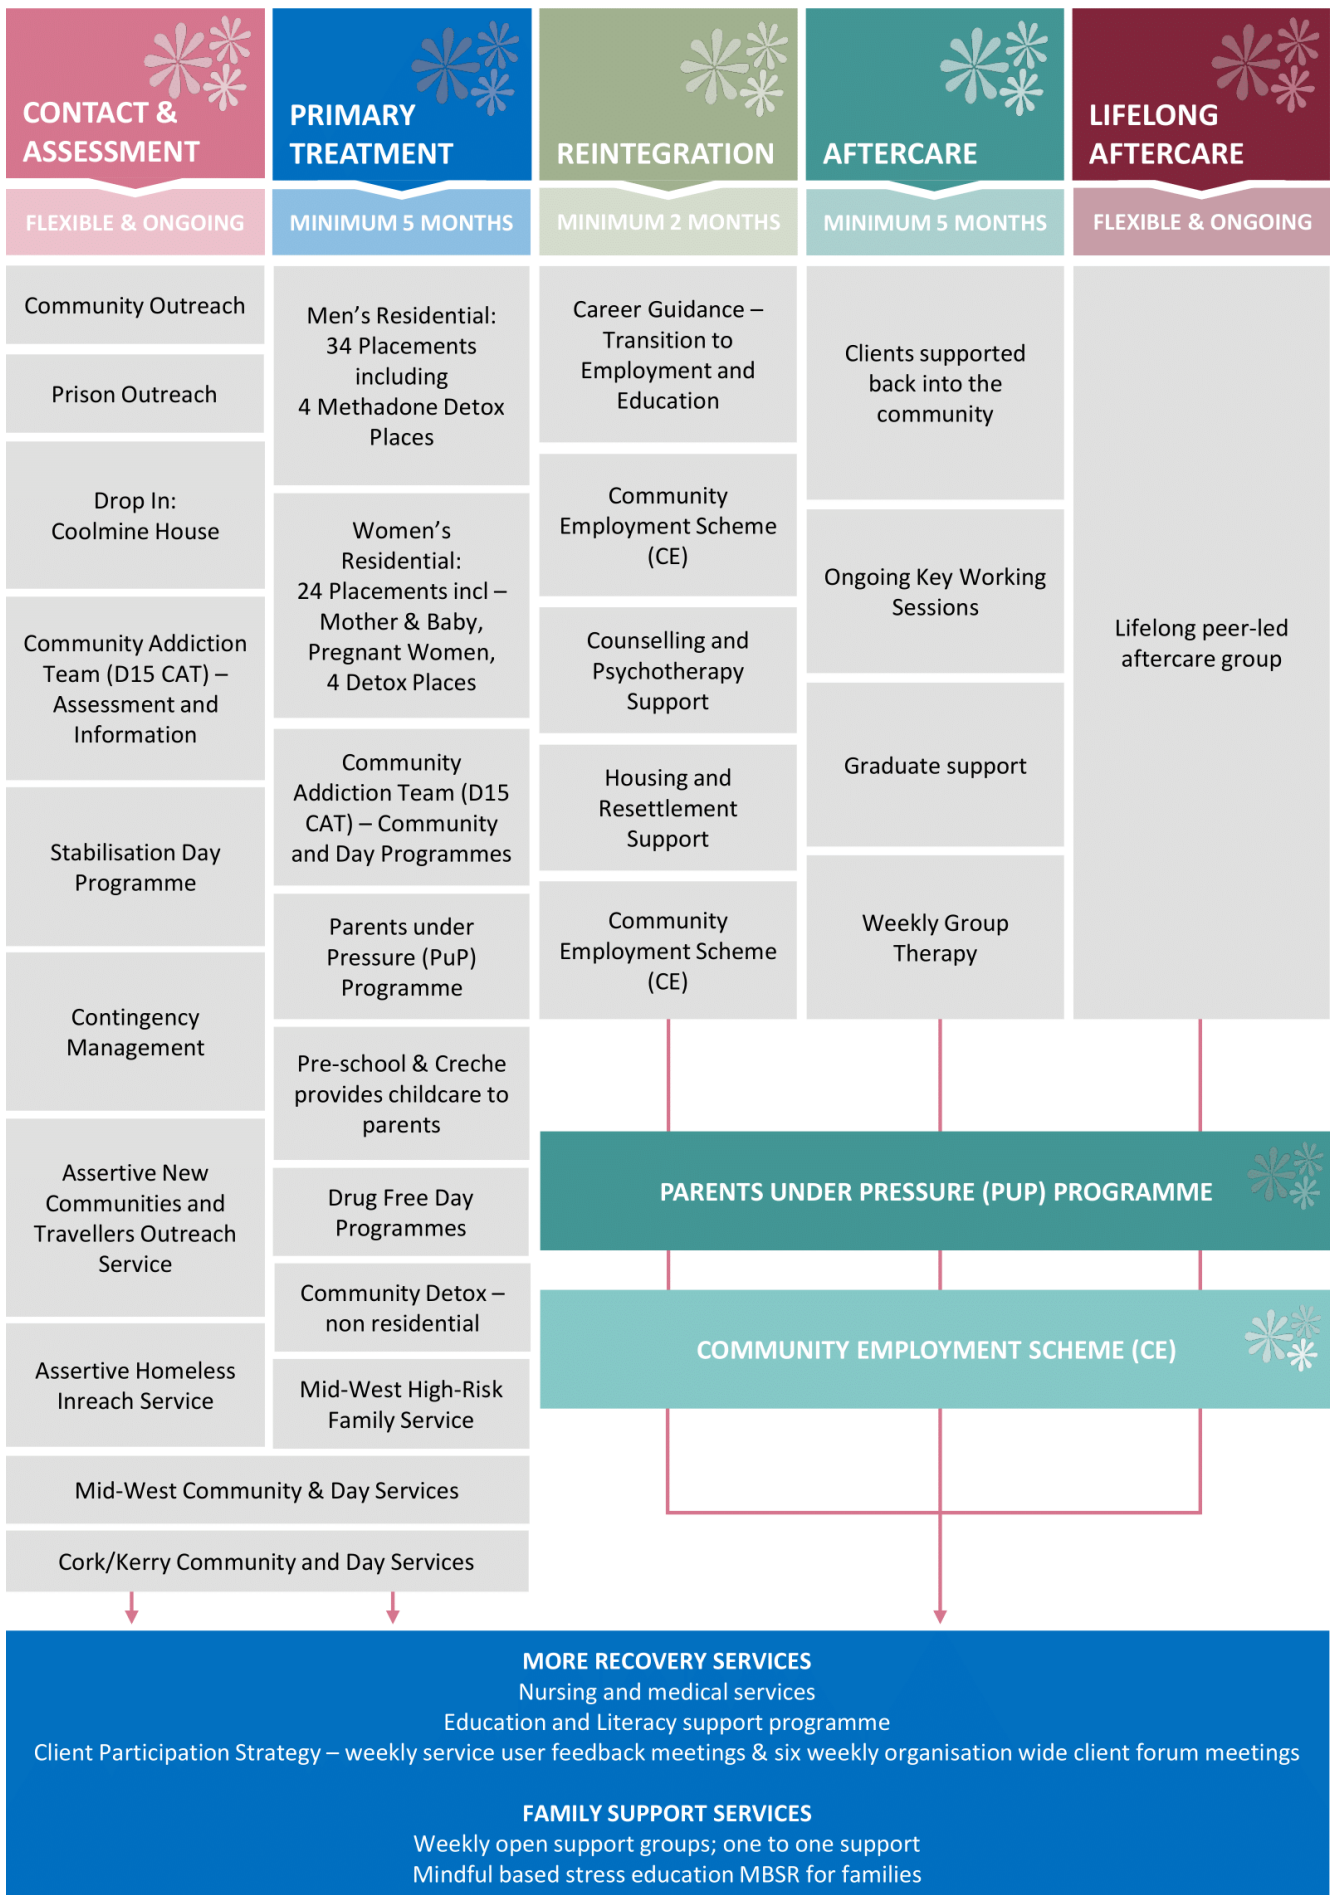 CONTACT &
ASSESSMENT
FLEXIBLE & ONGOING
Community Outreach
Prison Outreach
Drop In:
Coolmine House
Community Addiction
Team (D15 CAT) –
Assessment and
Information
Stabilisation Day
Programme
Contingency
Management
Assertive New
Communities and
Travellers Outreach
Service
Assertive Homeless
Inreach Service
PRIMARY
TREATMENT
MINIMUM 5 MONTHS
Men’s Residential:
34 Placements
including
4 Methadone Detox
Places
Women’s
Residential:
24 Placements incl –
Mother & Baby,
Pregnant Women,
4 Detox Places
Community
Addiction Team (D15
CAT) – Community
and Day Programmes
Parents under
Pressure (PuP)
Programme
Pre-school & Creche
provides childcare to
parents
Drug Free Day
Programmes
Community Detox –
non residential
Mid-West High-Risk
Family Service
Mid-West Community & Day Services
Cork/Kerry Community and Day Services
REINTEGRATION
MINIMUM 2 MONTHS
Career Guidance –
Transition to
Employment and
Education
Community
Employment Scheme
(CE)
Counselling and
Psychotherapy
Support
Housing and
Resettlement
Support
Community
Employment Scheme
(CE)
AFTERCARE
MINIMUM 5 MONTHS
Clients supported
back into the
community
Ongoing Key Working
Sessions
Graduate support
Weekly Group
Therapy
LIFELONG
AFTERCARE
FLEXIBLE & ONGOING
Lifelong peer-led
aftercare group
PARENTS UNDER PRESSURE (PUP) PROGRAMME
COMMUNITY EMPLOYMENT SCHEME (CE)
MORE RECOVERY SERVICES
Nursing and medical services
Education and Literacy support programme
Client Participation Strategy – weekly service user feedback meetings & six weekly organisation wide client forum meetings
FAMILY SUPPORT SERVICES
Weekly open support groups; one to one support
Mindful based stress education MBSR for families